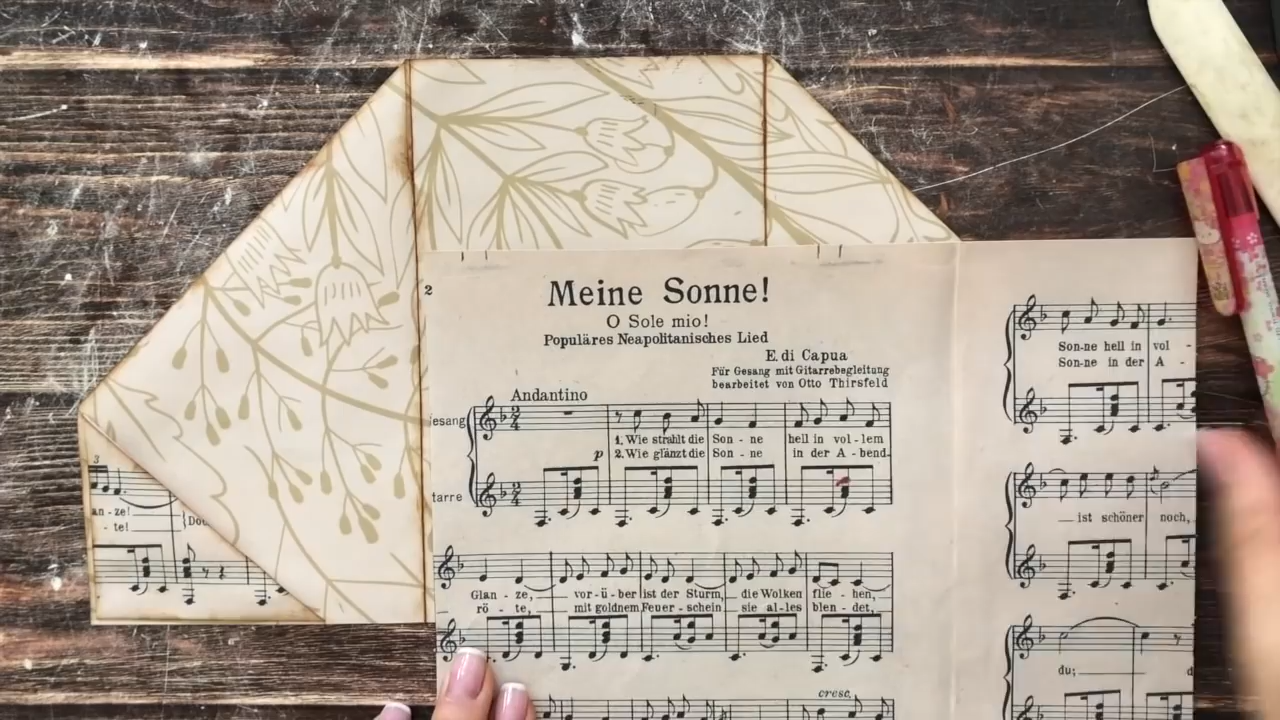 2
Meine Sonne!
O Sole mio!
Populäres Neapolitanisches Lied
E. di Capua
Für Gesang mit Gitarrebegleitung
bearbeitet von Otto Thirsfeld
Andantino
esang
p
1. Wie strahlt die Son - ne hell in vol - lem
2. Wie glänzt die Son - ne in der A - bend-
tarre
Glan - ze, vor - ü - ber ist der Sturm, die Wolken flie - hen,
rö - te, mit goldnem Feuer - schein sie al - les blen - det,
cresc.
Son-ne hell in vol -
Son-ne in der A -
ist schöner noch,
du;
3
an - ze!
- te!